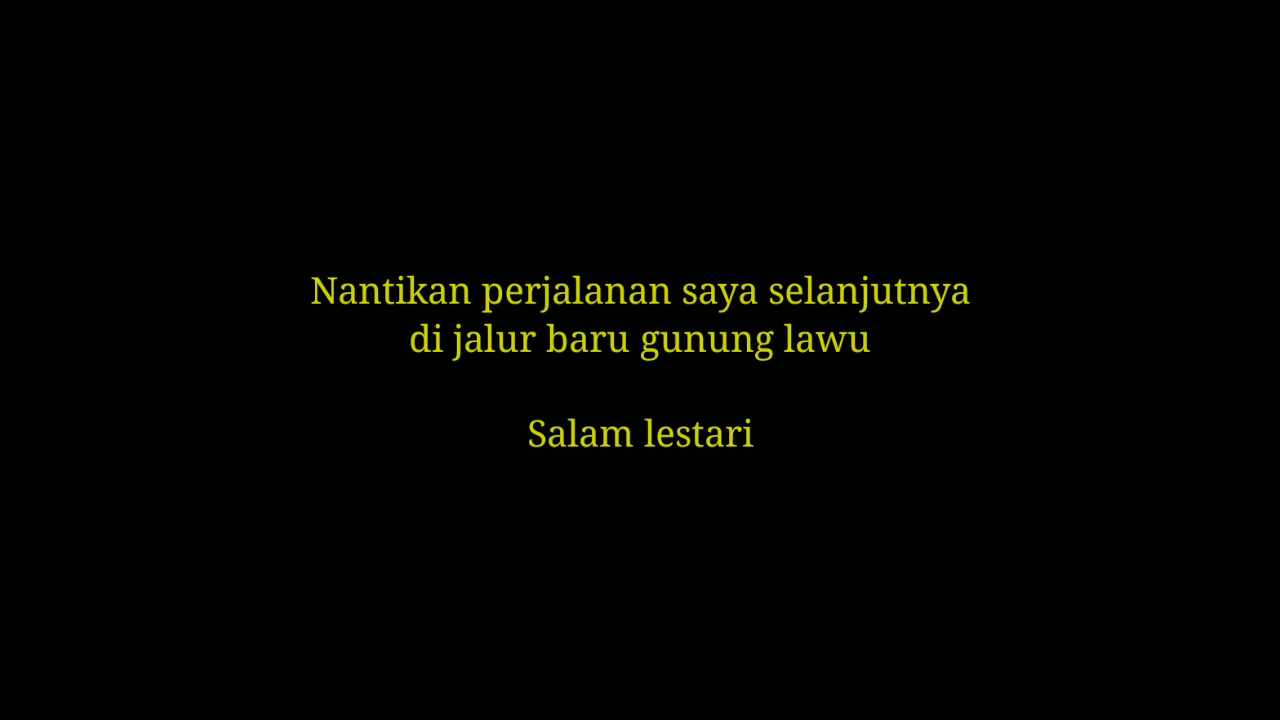 Nantikan perjalanan saya selanjutnya
di jalur baru gunung lawu
Salam lestari